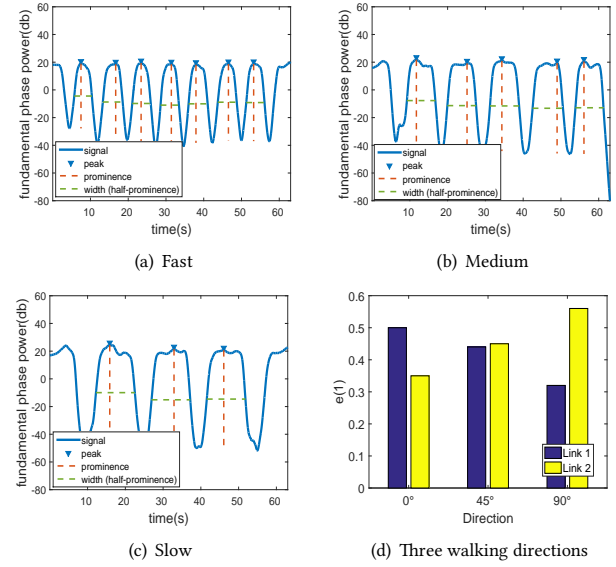 fundamental phase power(db)
60
40
20
0
-20
-40
-60
-80
signal
peak
prominence
width (half-prominence)
10 20 30 40 50 60
time(s)
(a) Fast
fundamental phase power(db)
60
40
20
0
-20
-40
-60
-80
signal
peak
prominence
width (half-prominence)
10 20 30 40 50 60
time(s)
(b) Medium
fundamental phase power(db)
60
40
20
0
-20
-40
-60
-80
signal
peak
prominence
width (half-prominence)
10 20 30 40 50 60
time(s)
(c) Slow
e(1)
0.6
0.5
0.4
0.3
0.2
0.1
0
Link 1
Link 2
0° 45° 90°
Direction
(d) Three walking directions